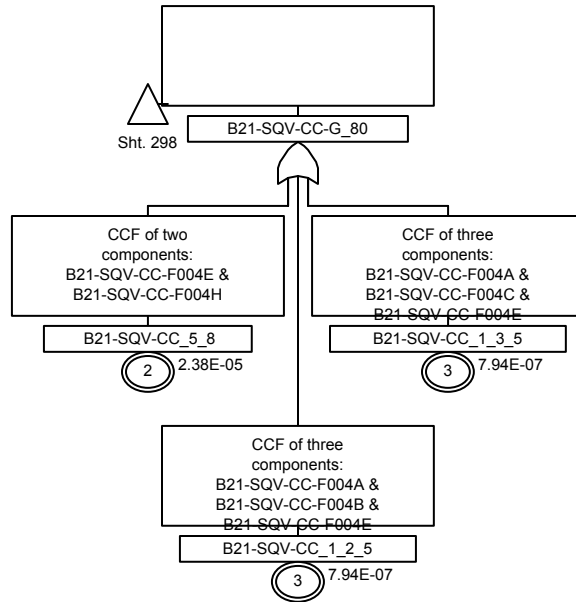 Sht. 298
B21-SQV-CC-G_80
CCF of two
components:
B21-SQV-CC-F004E &
B21-SQV-CC-F004H
B21-SQV-CC_5_8
2
2.38E-05
CCF of three
components:
B21-SQV-CC-F004A &
B21-SQV-CC-F004C &
B21-SQV-CC-F004E
B21-SQV-CC_1_3_5
3
7.94E-07
CCF of three
components:
B21-SQV-CC-F004A &
B21-SQV-CC-F004B &
B21-SQV-CC-F004E
B21-SQV-CC_1_2_5
3
7.94E-07